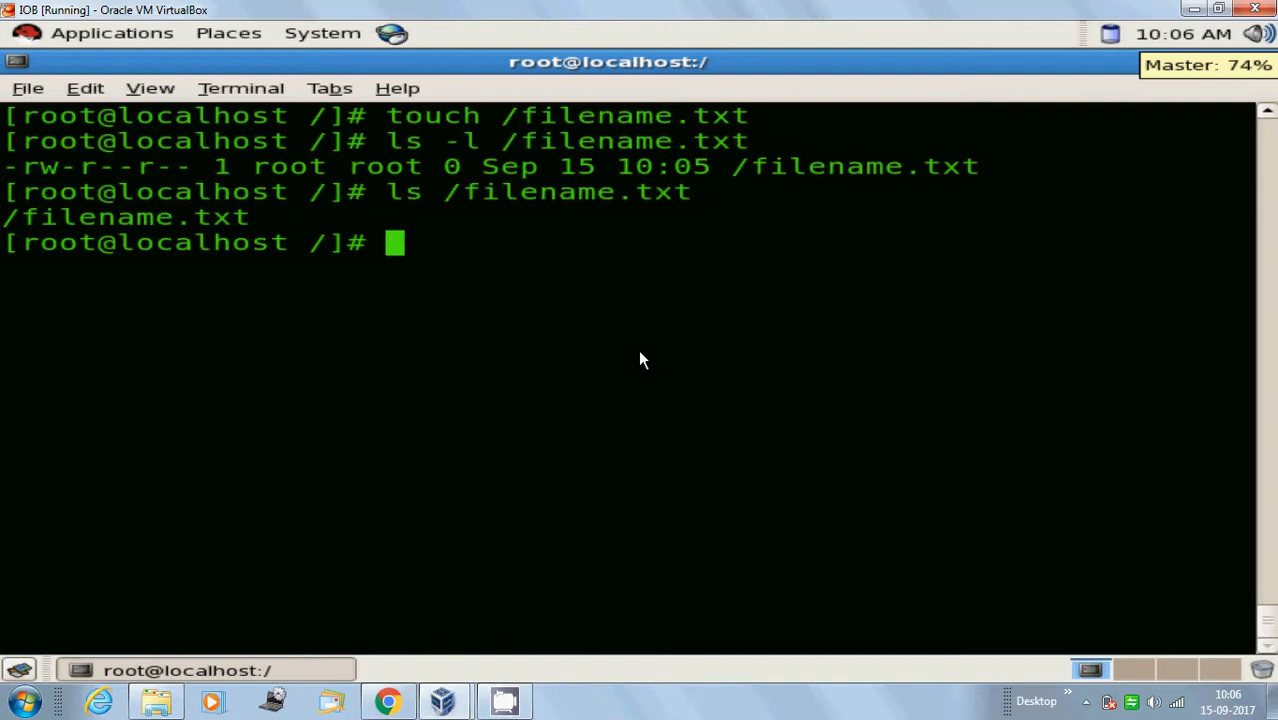 IOB [Running] - Oracle VM VirtualBox
Applications Places System 10:06 AM
root@localhost:/
Master: 74%
File Edit View Terminal Tabs Help
[root@localhost /]# touch /filename.txt
[root@localhost /]# ls -l /filename.txt
-rw-r--r-- 1 root root 0 Sep 15 10:05 /filename.txt
[root@localhost /]# ls /filename.txt
/filename.txt
[root@localhost /]#
root@localhost:/
Desktop » 10:06
15-09-2017